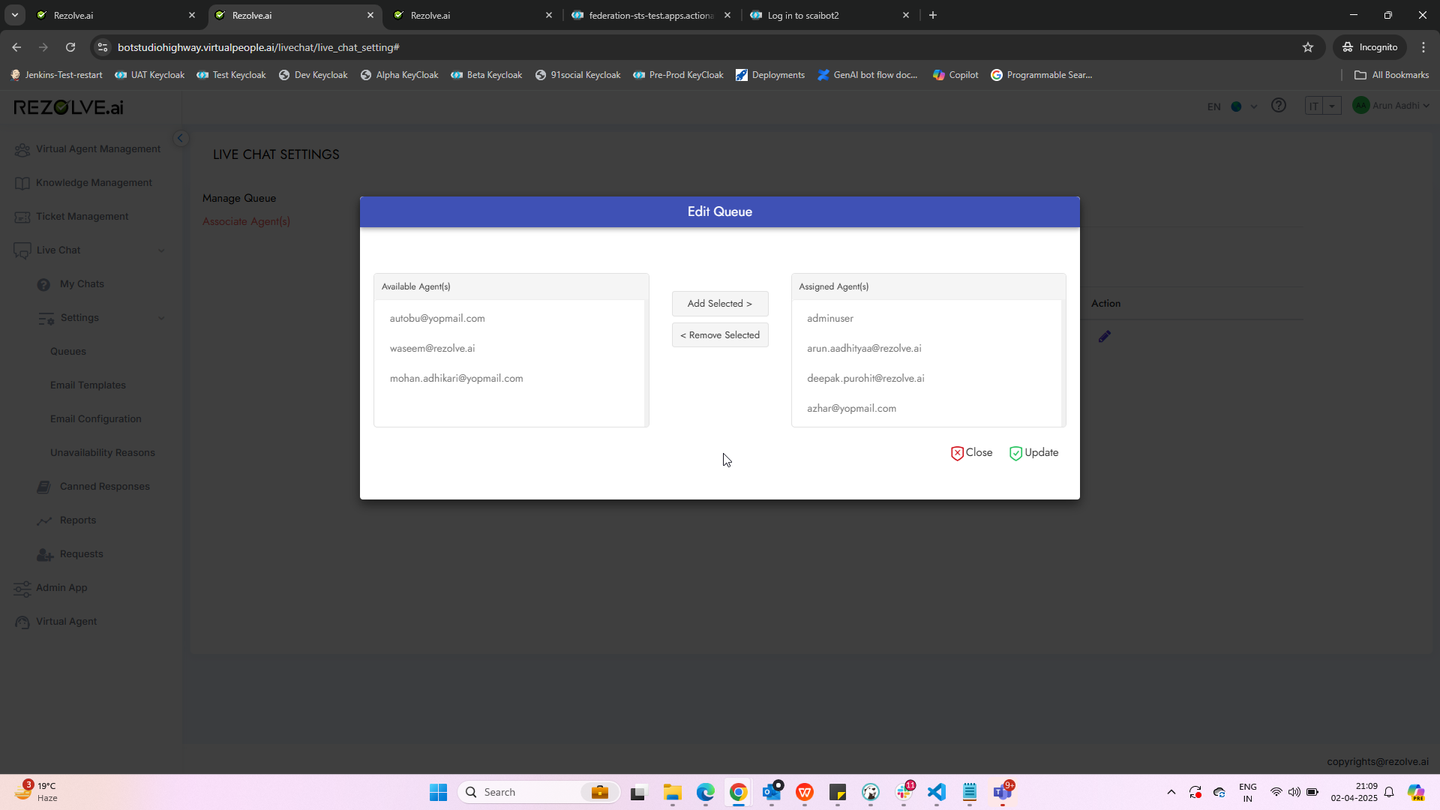 Rezolve.ai
Rezolve.ai
Rezolve.ai
federation-sts-test.apps.actiona
Log in to scaibot2
botstudiohighway.virtualpeople.ai/livechat/live_chat_setting#
Incognito
Jenkins-Test-restart
UAT Keycloak
Test Keycloak
Dev Keycloak
Alpha KeyCloak
Beta Keycloak
91social Keycloak
Pre-Prod KeyCloak
Deployments
GenAI bot flow doc...
Copilot
Programmable Sear...
All Bookmarks
REZOLVE.ai
EN
IT
AA
Arun Aadhi
Virtual Agent Management
Knowledge Management
Ticket Management
Live Chat
My Chats
Settings
Queues
Email Templates
Email Configuration
Unavailability Reasons
Canned Responses
Reports
Requests
Admin App
Virtual Agent
LIVE CHAT SETTINGS
Manage Queue
Associate Agent(s)
Action
Edit Queue
Available Agent(s)
autobu@yopmail.com
waseem@rezolve.ai
mohan.adhikari@yopmail.com
Add Selected >
< Remove Selected
Assigned Agent(s)
adminuser
arun.aadhityaa@rezolve.ai
deepak.purohit@rezolve.ai
azhar@yopmail.com
Close
Update
copyrights@rezolve.ai
3
19°C
Haze
Search
11
9+
ENG
IN
21:09
02-04-2025
PRE